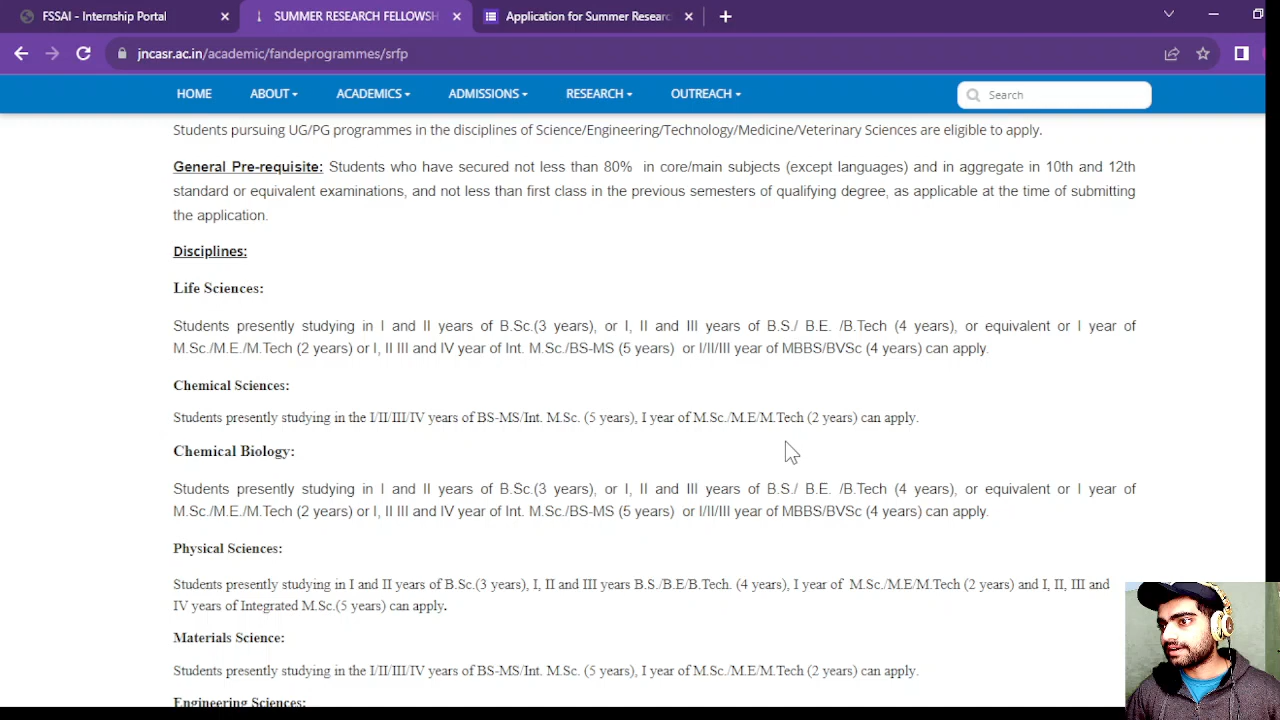 FSSAI - Internship Portal
SUMMER RESEARCH FELLOWSH
Application for Summer Researc
jncasr.ac.in/academic/fandeprogrammes/srfp
HOME ABOUT ACADEMICS ADMISSIONS RESEARCH OUTREACH Search
Students pursuing UG/PG programmes in the disciplines of Science/Engineering/Technology/Medicine/Veterinary Sciences are eligible to apply.
General Pre-requisite: Students who have secured not less than 80% in core/main subjects (except languages) and in aggregate in 10th and 12th
standard or equivalent examinations, and not less than first class in the previous semesters of qualifying degree, as applicable at the time of submitting
the application.
Disciplines:
Life Sciences:
Students presently studying in I and II years of B.Sc.(3 years), or I, II and III years of B.S./ B.E. /B.Tech (4 years), or equivalent or I year of
M.Sc./M.E./M.Tech (2 years) or I, II III and IV year of Int. M.Sc./BS-MS (5 years) or I/II/III year of MBBS/BVSc (4 years) can apply.
Chemical Sciences:
Students presently studying in the I/II/III/IV years of BS-MS/Int. M.Sc. (5 years), I year of M.Sc./M.E/M.Tech (2 years) can apply.
Chemical Biology:
Students presently studying in I and II years of B.Sc.(3 years), or I, II and III years of B.S./ B.E. /B.Tech (4 years), or equivalent or I year of
M.Sc./M.E./M.Tech (2 years) or I, II III and IV year of Int. M.Sc./BS-MS (5 years) or I/II/III year of MBBS/BVSc (4 years) can apply.
Physical Sciences:
Students presently studying in I and II years of B.Sc.(3 years), I, II and III years B.S./B.E/B.Tech. (4 years), I year of M.Sc./M.E/M.Tech (2 years) and I, II, III and
IV years of Integrated M.Sc.(5 years) can apply.
Materials Science:
Students presently studying in the I/II/III/IV years of BS-MS/Int. M.Sc. (5 years), I year of M.Sc./M.E/M.Tech (2 years) can apply.
Engineering Sciences: